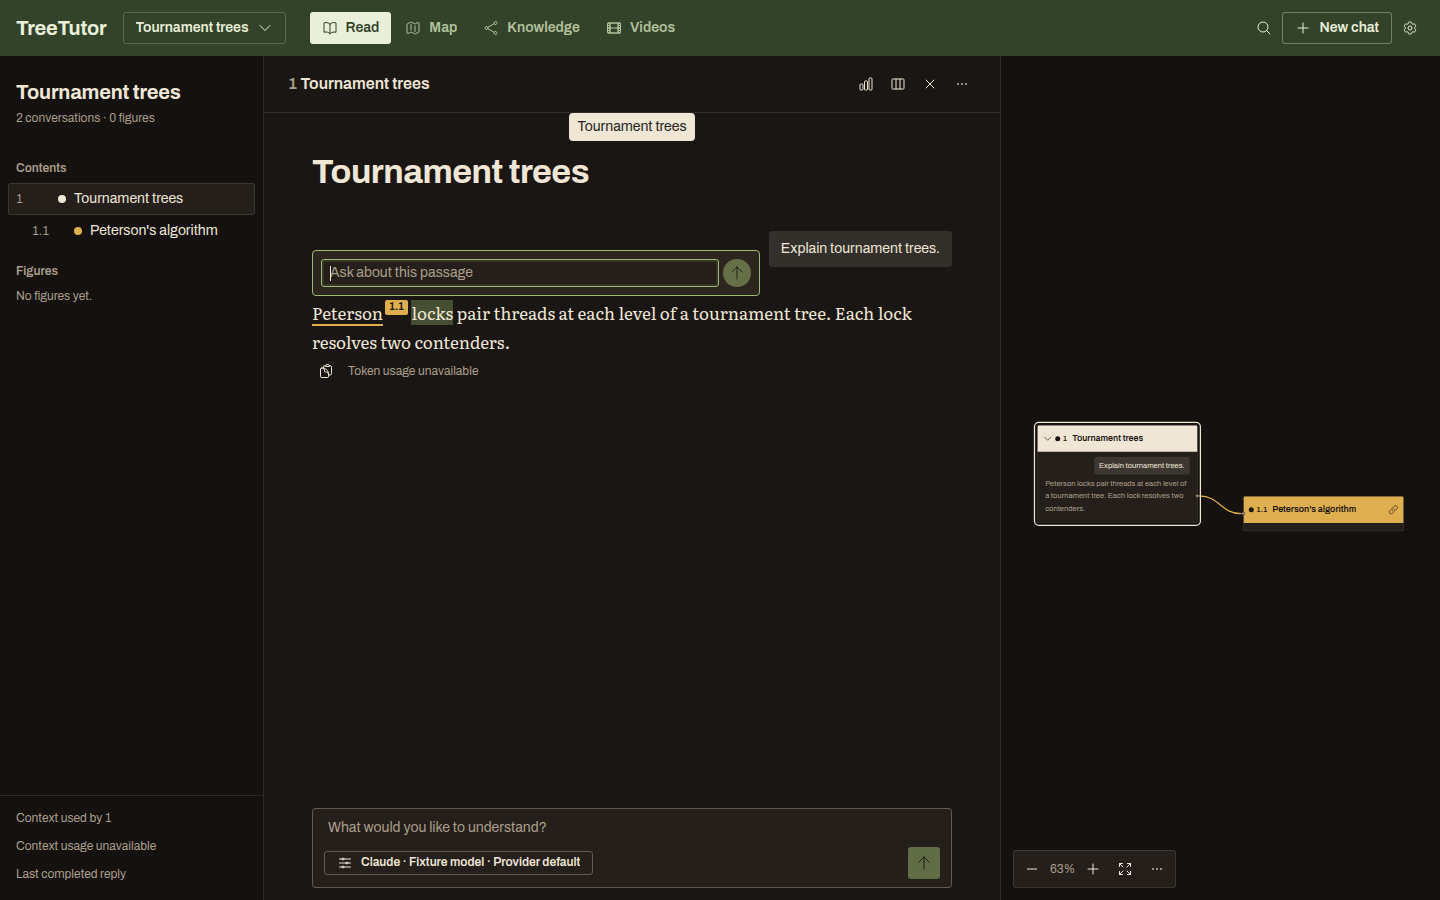 TreeTutor
Tournament trees
Read
Map
Knowledge
Videos
New chat
Tournament trees
2 conversations · 0 figures
Contents
1 Tournament trees
1.1 Peterson's algorithm
Figures
No figures yet.
Context used by 1
Context usage unavailable
Last completed reply
1 Tournament trees
Tournament trees
Tournament trees
Explain tournament trees.
Ask about this passage
Peterson 1.1 locks pair threads at each level of a tournament tree. Each lock
resolves two contenders.
Token usage unavailable
What would you like to understand?
Claude · Fixture model · Provider default
1 Tournament trees
Explain tournament trees.
Peterson locks pair threads at each level of
a tournament tree. Each lock resolves two
contenders.
1.1 Peterson's algorithm
63%